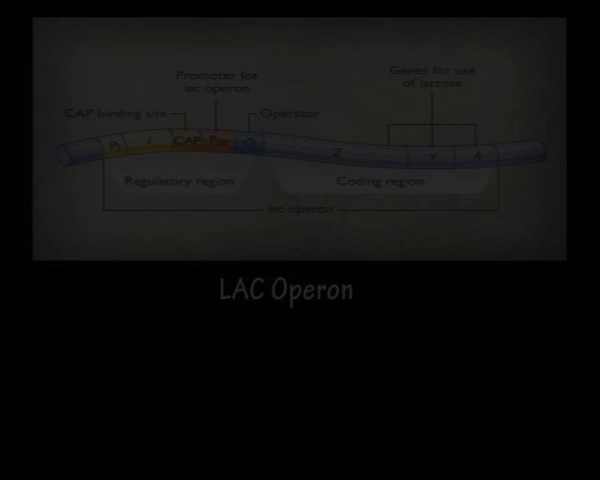 Promoter for
lac operon
Genes for use
of lactose
CAP binding site
Operator
P
I
CAP
P
O
Z
Y
A
Regulatory region
Coding region
lac operon
LAC Operon